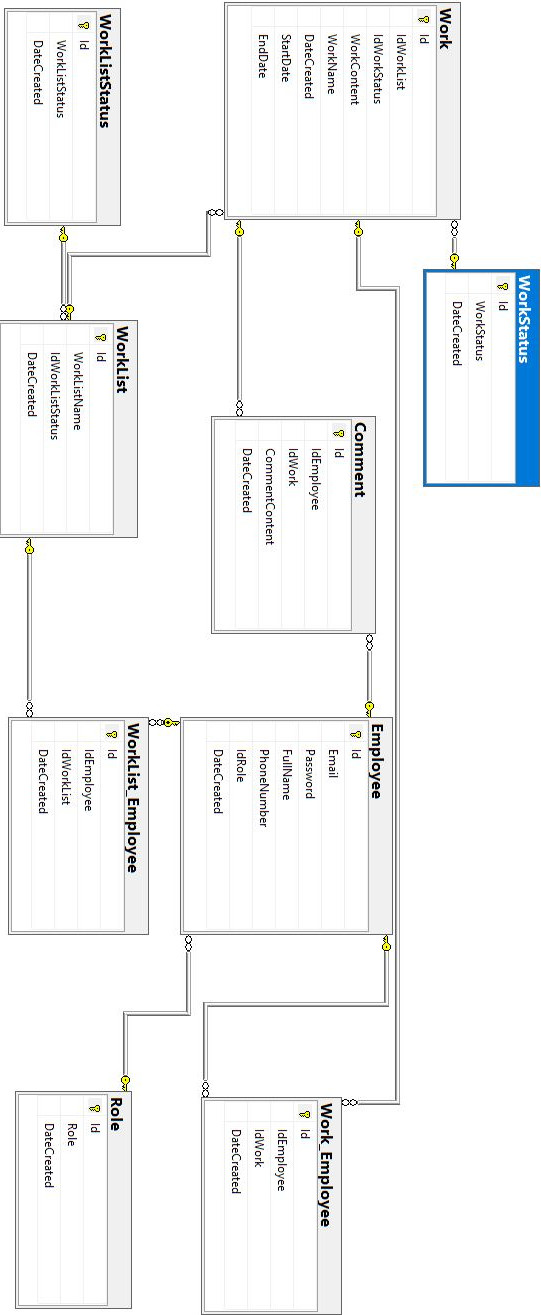 WorkStatus
Id
WorkStatus
DateCreated
Work
Id
IdWorkList
IdWorkStatus
WorkContent
WorkName
DateCreated
StartDate
EndDate
Comment
Id
IdEmployee
IdWork
CommentContent
DateCreated
Employee
Id
Email
Password
FullName
PhoneNumber
IdRole
DateCreated
Work_Employee
Id
IdEmployee
IdWork
DateCreated
WorkListStatus
Id
WorkListStatus
DateCreated
WorkList
Id
WorkListName
IdWorkListStatus
DateCreated
WorkList_Employee
Id
IdEmployee
IdWorkList
DateCreated
Role
Id
Role
DateCreated